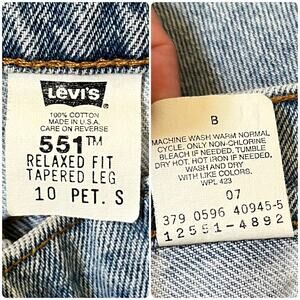 LEVI'S
100% COTTON
MADE IN U.S.A.
CARE ON REVERSE
551™
RELAXED FIT
TAPERED LEG
10 PET. S
B
MACHINE WASH WARM NORMAL
CYCLE. ONLY NON-CHLORINE
BLEACH IF NEEDED. TUMBLE
DRY HOT. HOT IRON IF NEEDED.
WASH AND DRY
WITH LIKE COLORS.
WPL 423
07
379 0596 40945-5
12551-4892